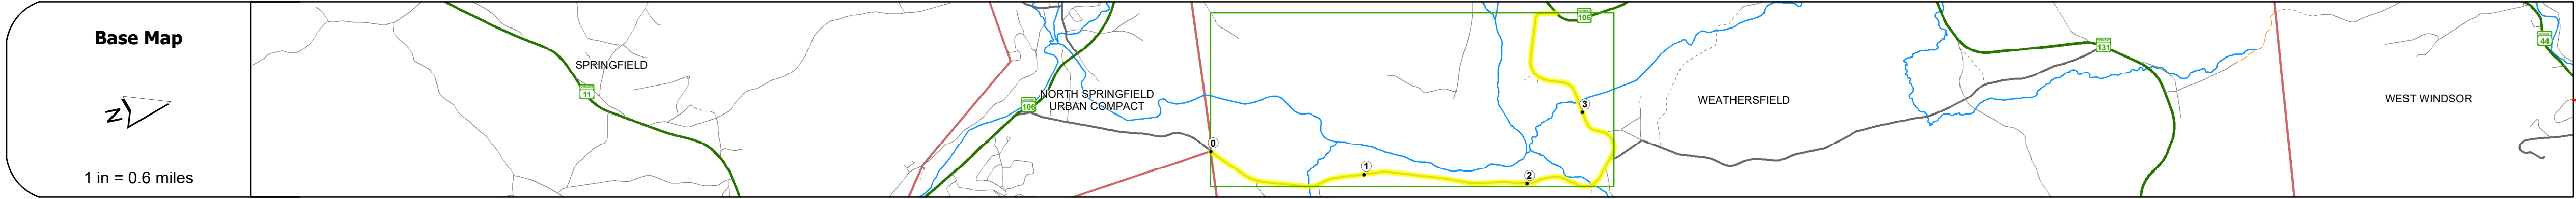 Base Map
N
1 in = 0.6 miles
SPRINGFIELD
11
106
NORTH SPRINGFIELD
URBAN COMPACT
0
1
2
3
106
WEATHERSFIELD
131
WEST WINDSOR
44